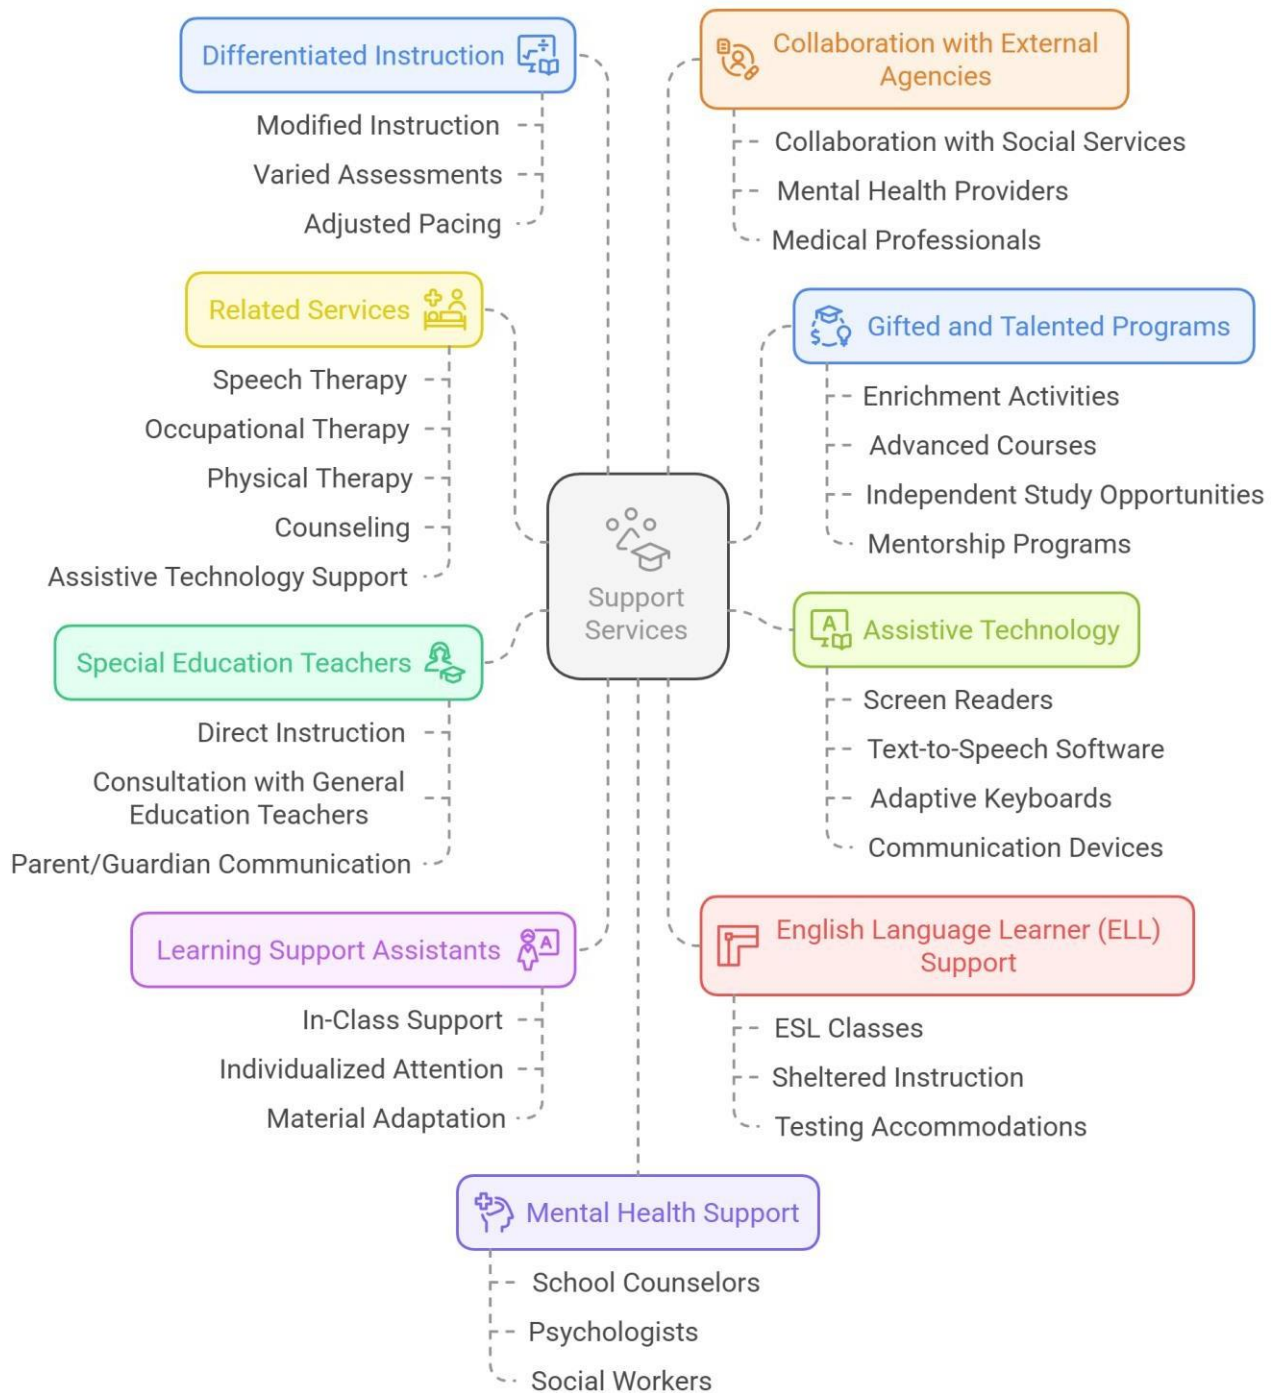 Differentiated Instruction
Modified Instruction
Varied Assessments
Adjusted Pacing
Collaboration with External
Agencies
Collaboration with Social Services
Mental Health Providers
Medical Professionals
Related Services
Speech Therapy
Occupational Therapy
Physical Therapy
Counseling
Assistive Technology Support
Gifted and Talented Programs
Enrichment Activities
Advanced Courses
Independent Study Opportunities
Mentorship Programs
Support
Services
Special Education Teachers
Direct Instruction
Consultation with General
Education Teachers
Parent/Guardian Communication
A
Assistive Technology
Screen Readers
Text-to-Speech Software
Adaptive Keyboards
Communication Devices
Learning Support Assistants
A
In-Class Support
Individualized Attention
Material Adaptation
English Language Learner (ELL)
Support
ESL Classes
Sheltered Instruction
Testing Accommodations
Mental Health Support
School Counselors
Psychologists
Social Workers